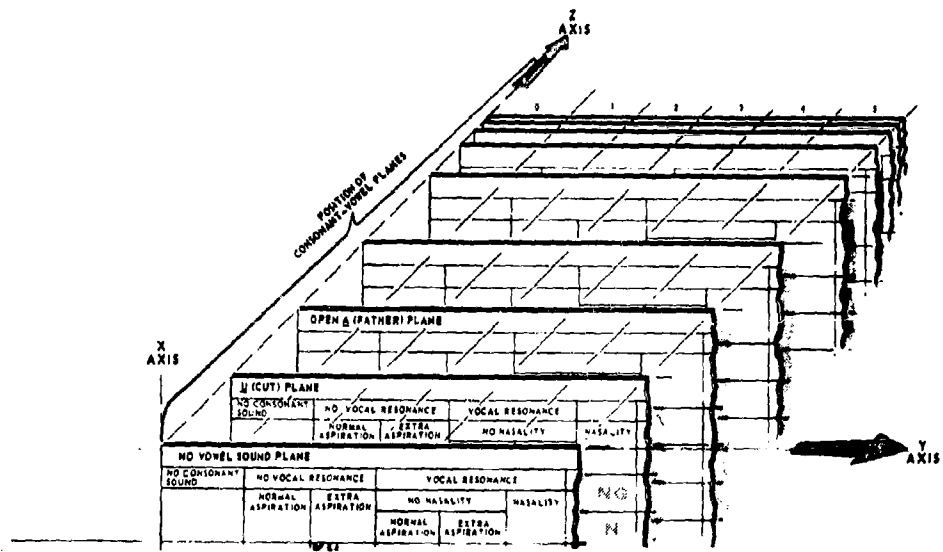 Z
AXIS
0 1 2 3 4 5
POSITION OF
CONSONANT-VOWEL PLANES
X
AXIS
OPEN A (FATHER) PLANE
U (CUT) PLANE
NO CONSONANT
SOUND
NO VOCAL RESONANCE
VOCAL RESONANCE
NORMAL
ASPIRATION
EXTRA
ASPIRATION
NO NASALITY
NASALITY
Y
AXIS
NO VOWEL SOUND PLANE
NO CONSONANT
SOUND
NO VOCAL RESONANCE
VOCAL RESONANCE
NORMAL
ASPIRATION
EXTRA
ASPIRATION
NO NASALITY
NASALITY
NORMAL
ASPIRATION
EXTRA
ASPIRATION
NG
N